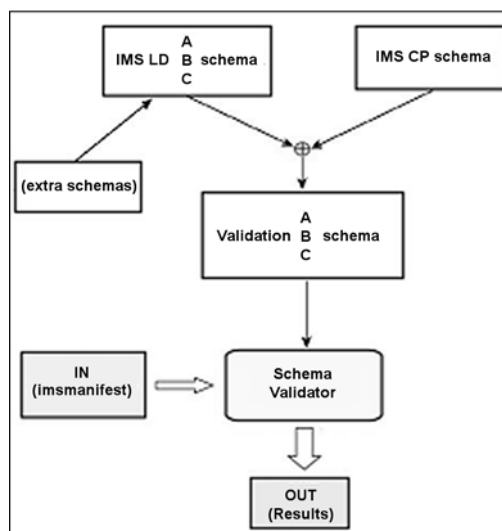 A
IMS LD B schema
C
IMS CP schema
(extra schemas)
A
Validation B schema
C
IN
(imsmanifest)
Schema
Validator
OUT
(Results)